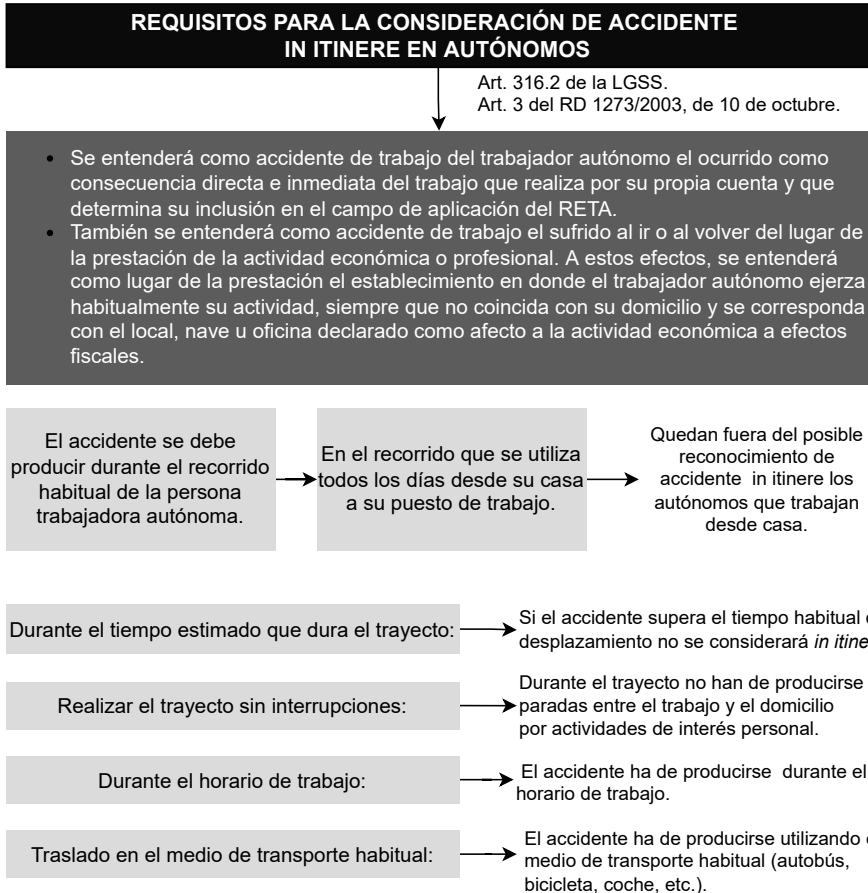 REQUISITOS PARA LA CONSIDERACIÓN DE ACCIDENTE
IN ITINERE EN AUTÓNOMOS
Art. 316.2 de la LGSS.
Art. 3 del RD 1273/2003, de 10 de octubre.
• Se entenderá como accidente de trabajo del trabajador autónomo el ocurrido como
consecuencia directa e inmediata del trabajo que realiza por su propia cuenta y que
determina su inclusión en el campo de aplicación del RETA.
• También se entenderá como accidente de trabajo el sufrido al ir o al volver del lugar de
la prestación de la actividad económica o profesional. A estos efectos, se entenderá
como lugar de la prestación el establecimiento en donde el trabajador autónomo ejerza
habitualmente su actividad, siempre que no coincida con su domicilio y se corresponda
con el local, nave u oficina declarado como afecto a la actividad económica a efectos
fiscales.
El accidente se debe
producir durante el recorrido
habitual de la persona
trabajadora autónoma.
En el recorrido que se utiliza
todos los días desde su casa
a su puesto de trabajo.
Quedan fuera del posible
reconocimiento de
accidente in itinere los
autónomos que trabajan
desde casa.
Durante el tiempo estimado que dura el trayecto:
Si el accidente supera el tiempo habitual
desplazamiento no se considerará in
Realizar el trayecto sin interrupciones:
Durante el trayecto no han de producirse
paradas entre el trabajo y el domicilio
por actividades de interés personal.
Durante el horario de trabajo:
El accidente ha de producirse durante el
horario de trabajo.
Traslado en el medio de transporte habitual:
El accidente ha de producirse utilizando
medio de transporte habitual (autobús,
bicicleta, coche, etc.).